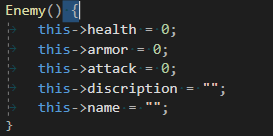 Enemy() {
this->health = 0;
this->armor = 0;
this->attack = 0;
this->discription = "";
this->name = "";
}